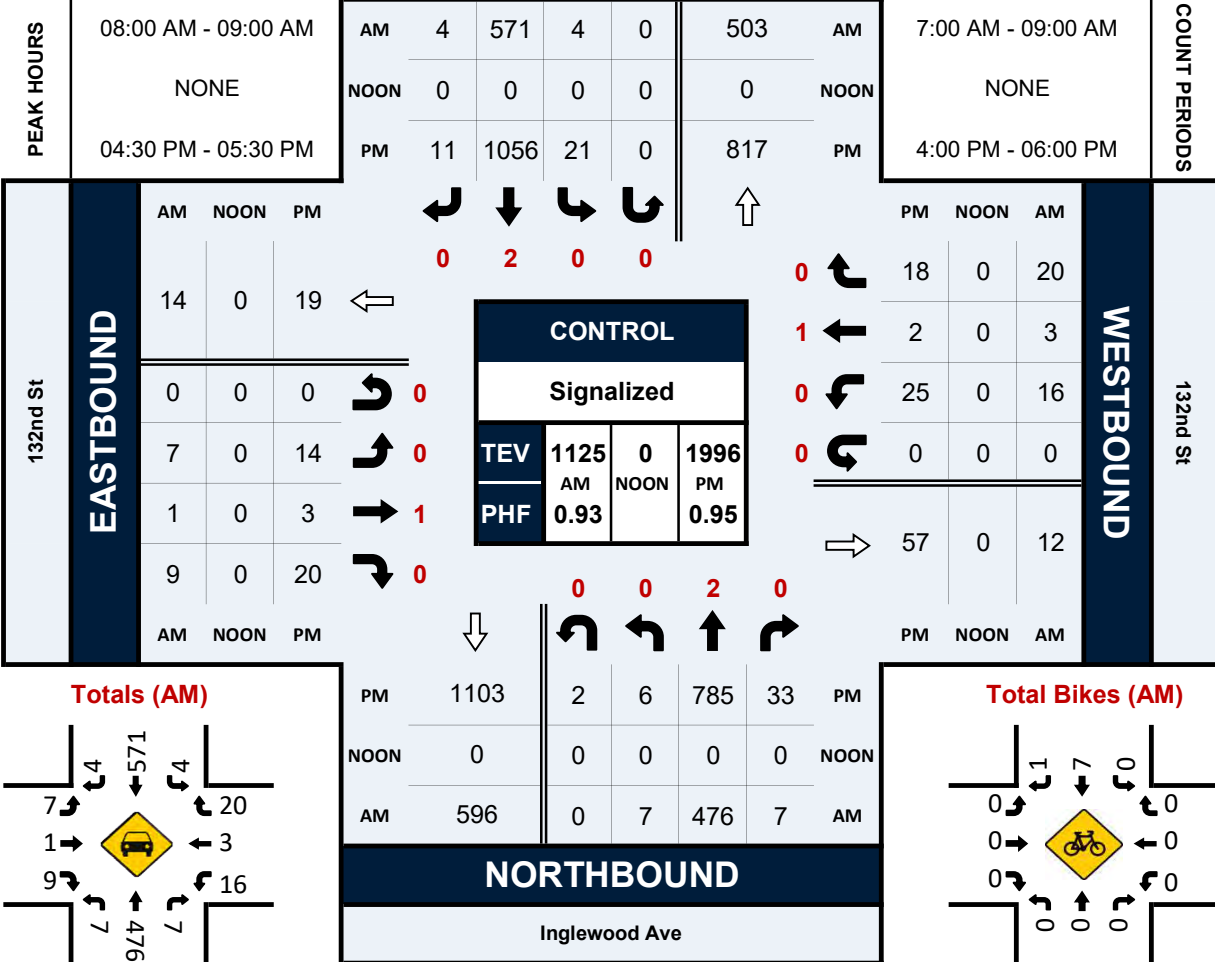 PEAK HOURS
08:00 AM - 09:00 AM
NONE
04:30 PM - 05:30 PM
AM 4 571 4 0 503 AM
NOON 0 0 0 0 0 NOON
PM 11 1056 21 0 817 PM
7:00 AM - 09:00 AM
NONE
4:00 PM - 06:00 PM
COUNT PERIODS
0 2 0 0
132nd St
EASTBOUND
AM NOON PM
14 0 19
0 0 0 0
7 0 14 0
1 0 3 1
9 0 20 0
AM NOON PM
CONTROL
Signalized
TEV 1125 0 1996
AM NOON PM
PHF 0.93 0.95
PM NOON AM
0 18 0 20
1 2 0 3
0 25 0 16
0 0 0 0
57 0 12
PM NOON AM
WESTBOUND
132nd St
0 0 2 0
PM 1103 2 6 785 33 PM
NOON 0 0 0 0 0 NOON
AM 596 0 7 476 7 AM
NORTHBOUND
Inglewood Ave
Totals (AM)
4 571 4
7 20
1 3
9 16
7 476 7
Total Bikes (AM)
1 7 0
0 0
0 0
0 0
0 0 0